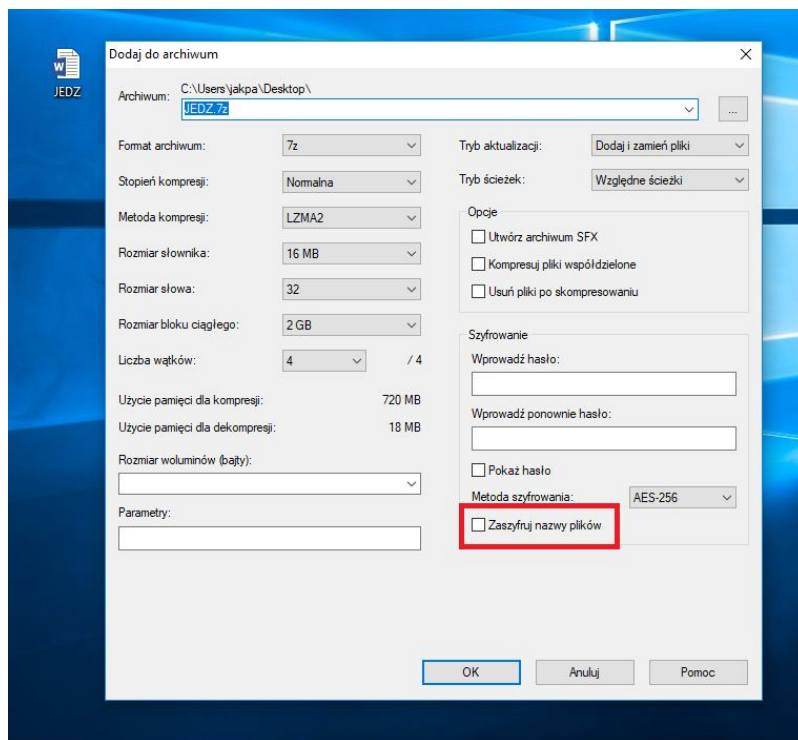 JEDZ
Dodaj do archiwum
Archiwum:
C:\Users\jakpa\Desktop\
JEDZ.7z
...
Format archiwum:
7z
Stopień kompresji:
Normalna
Metoda kompresji:
LZMA2
Rozmiar słownika:
16 MB
Rozmiar słowa:
32
Rozmiar bloku ciągłego:
2 GB
Liczba wątków:
4
/ 4
Użycie pamięci dla kompresji:
720 MB
Użycie pamięci dla dekompresji:
18 MB
Rozmiar woluminów (bajty):
Parametry:
Tryb aktualizacji:
Dodaj i zamień pliki
Tryb ścieżek:
Względne ścieżki
Opcje
Utwórz archiwum SFX
Kompresuj pliki współdzielone
Usuń pliki po skompresowaniu
Szyfrowanie
Wprowadź hasło:
Wprowadź ponownie hasło:
Pokaż hasło
Metoda szyfrowania:
AES-256
Zaszyfruj nazwy plików
OK
Anuluj
Pomoc